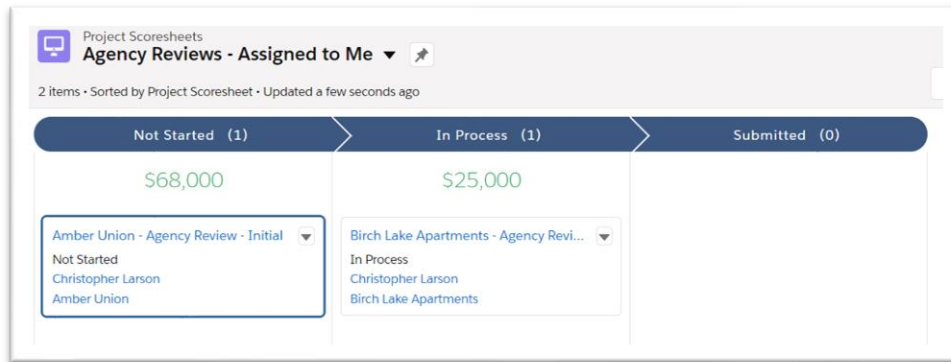 Project Scoresheets
Agency Reviews - Assigned to Me
2 items • Sorted by Project Scoresheet • Updated a few seconds ago
Not Started (1)
In Process (1)
Submitted (0)
$68,000
$25,000
Amber Union - Agency Review - Initial
Not Started
Christopher Larson
Amber Union
Birch Lake Apartments - Agency Revi...
In Process
Christopher Larson
Birch Lake Apartments